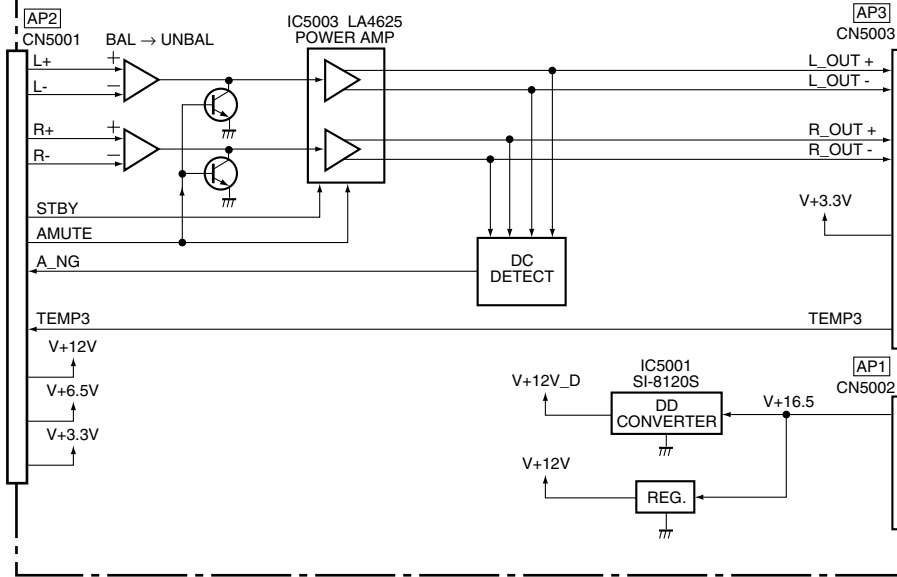 AP2
CN5001
BAL → UNBAL
IC5003 LA4625
POWER AMP
AP3
CN5003
L+
+
L-
−
R+
+
R-
−
L_OUT +
L_OUT -
R_OUT +
R_OUT -
STBY
AMUTE
A_NG
DC
DETECT
V+3.3V
TEMP3
TEMP3
V+12V
V+6.5V
V+3.3V
AP1
CN5002
IC5001
SI-8120S
V+12V_D
DD
CONVERTER
V+16.5
V+12V
REG.